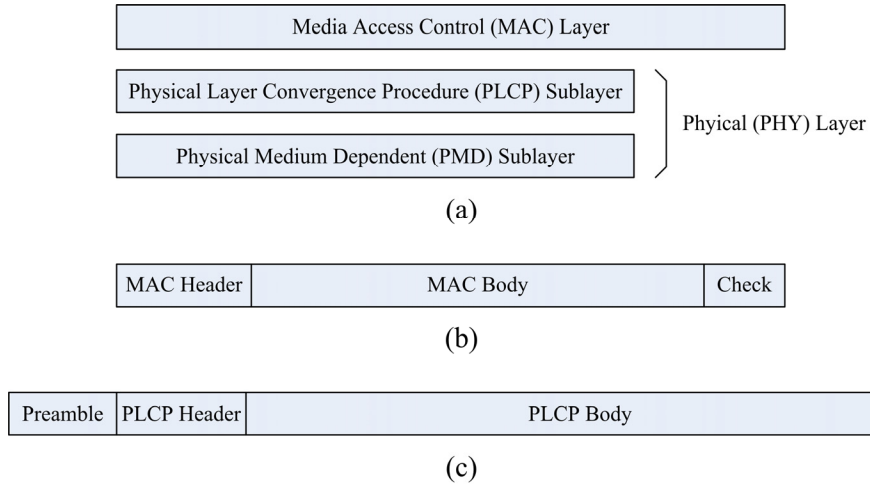 Media Access Control (MAC) Layer
Physical Layer Convergence Procedure (PLCP) Sublayer
Phyical (PHY) Layer
Physical Medium Dependent (PMD) Sublayer
(a)
MAC Header MAC Body Check
(b)
Preamble PLCP Header PLCP Body
(c)